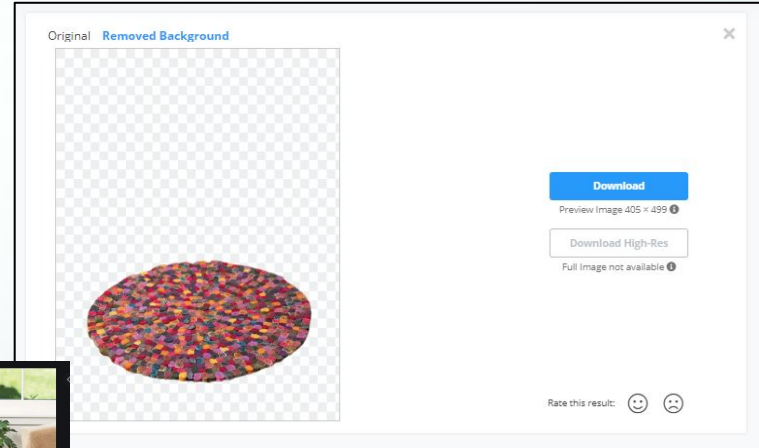 Original Removed Background
Download
Preview Image 405 × 499
Download High-Res
Full Image not available
Rate this result: